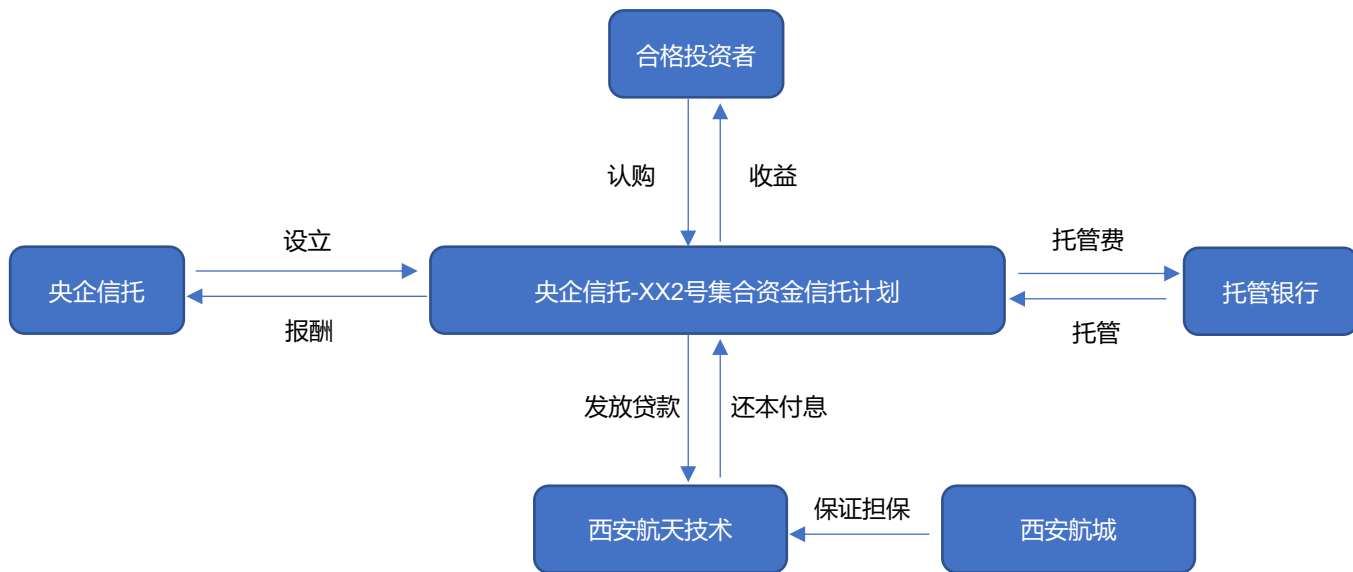 合格投资者
认购
收益
设立
托管费
央企信托
央企信托-XX2号集合资金信托计划
托管银行
报酬
托管
发放贷款
还本付息
保证担保
西安航天技术
西安航城